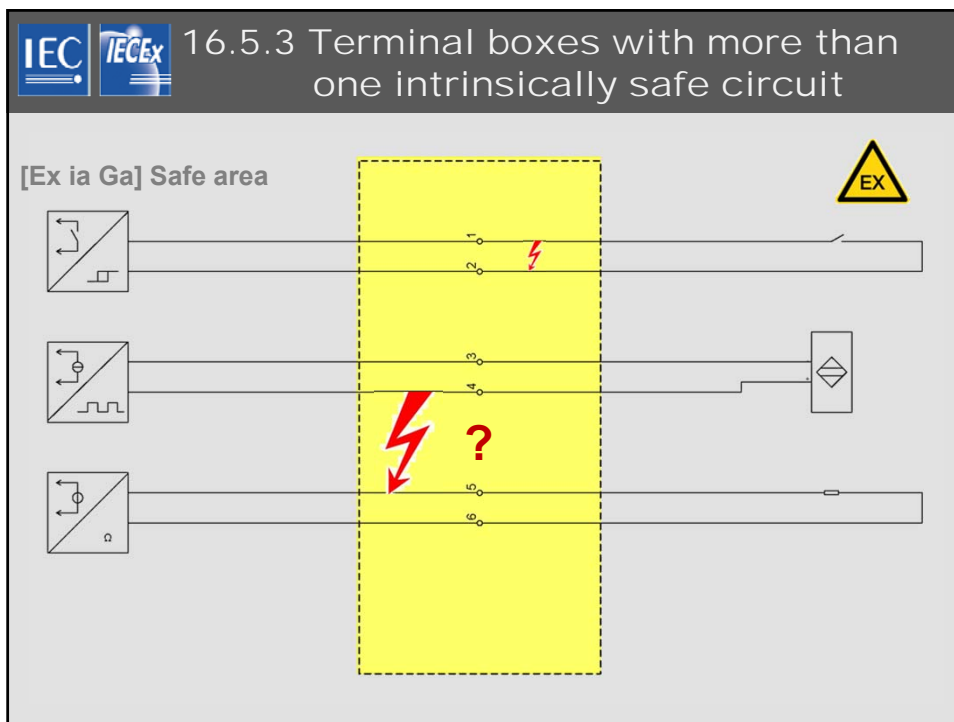 IEC IECEx 16.5.3 Terminal boxes with more than
one intrinsically safe circuit
[Ex ia Ga] Safe area
EX
1
2
3
4
?
5
6
Ω